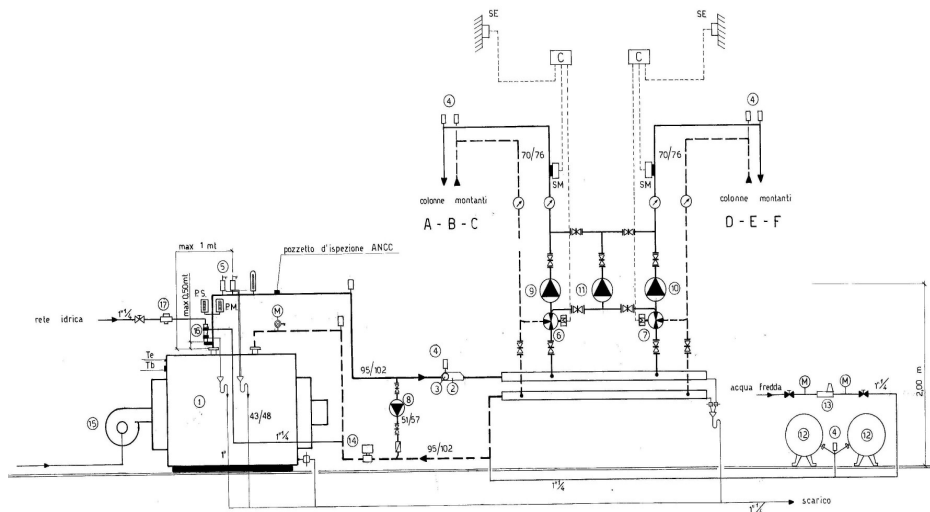 SE
SE
C
C
4
4
70/76
70/76
SM
SM
colonne montanti
A - B - C
colonne montanti
D - E - F
max 1 mt
max 0,50mt
5
pozzetto d'ispezione ANCC
P.S.
P.M.
17
1"1/4
rete idrica
16
M
9
11
10
6
7
2,00 m
Te
Tb
4
95/102
3
2
acqua fredda
M
M
1"1/4
13
1
8
51/57
15
43/48
1"1/4
14
12
4
12
1"
95/102
1"1/4
1"1/4
scarico